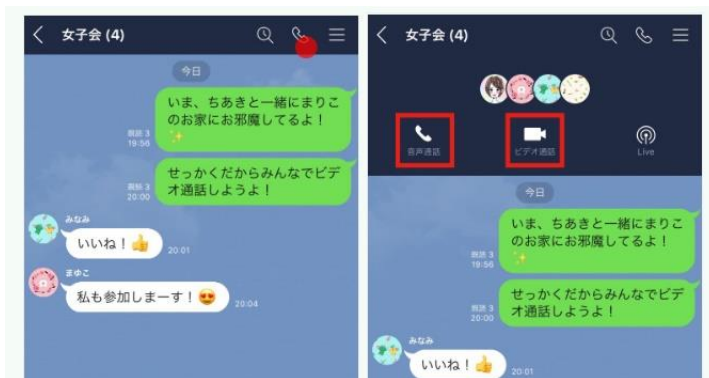 女子会 (4)
今日
いま、ちあきと一緒にまりこ
のお家にお邪魔してるよ！
✨
既読 3
19:56
せっかくだからみんなでビデ
オ通話しようよ！
既読 3
20:00
みなみ
いいね！👍
20:01
まゆこ
私も参加しまーす！😍
20:04
女子会 (4)
音声通話
ビデオ通話
Live
今日
いま、ちあきと一緒にまりこ
のお家にお邪魔してるよ！
✨
既読 3
19:56
せっかくだからみんなでビデ
オ通話しようよ！
既読 3
20:00
みなみ
いいね！👍
20:01